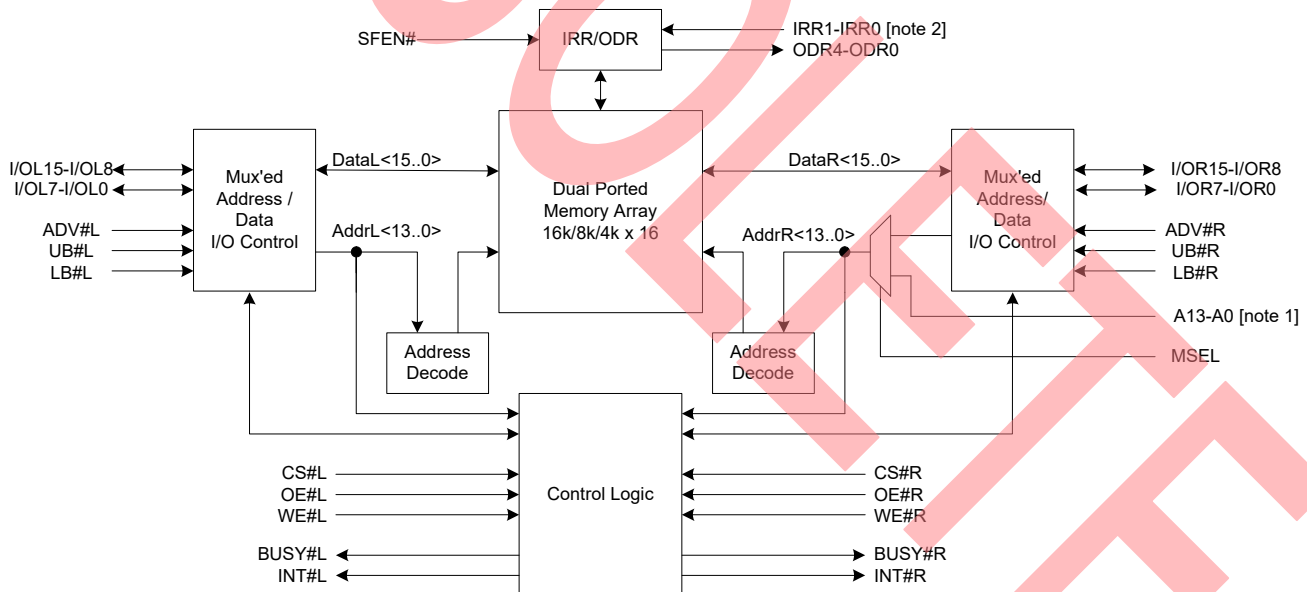 SFEN#
IRR/ODR
IRR1-IRR0 [note 2]
ODR4-ODR0
I/OL15-I/OL8
I/OL7-I/OL0
ADV#L
UB#L
LB#L
Mux'ed
Address /
Data
I/O Control
DataL<15..0>
AddrL<13..0>
Dual Ported
Memory Array
16k/8k/4k x 16
DataR<15..0>
AddrR<13..0>
Mux'ed
Address/
Data
I/O Control
I/OR15-I/OR8
I/OR7-I/OR0
ADV#R
UB#R
LB#R
A13-A0 [note 1]
MSEL
Address
Decode
Address
Decode
Control Logic
CS#L
OE#L
WE#L
BUSY#L
INT#L
CS#R
OE#R
WE#R
BUSY#R
INT#R